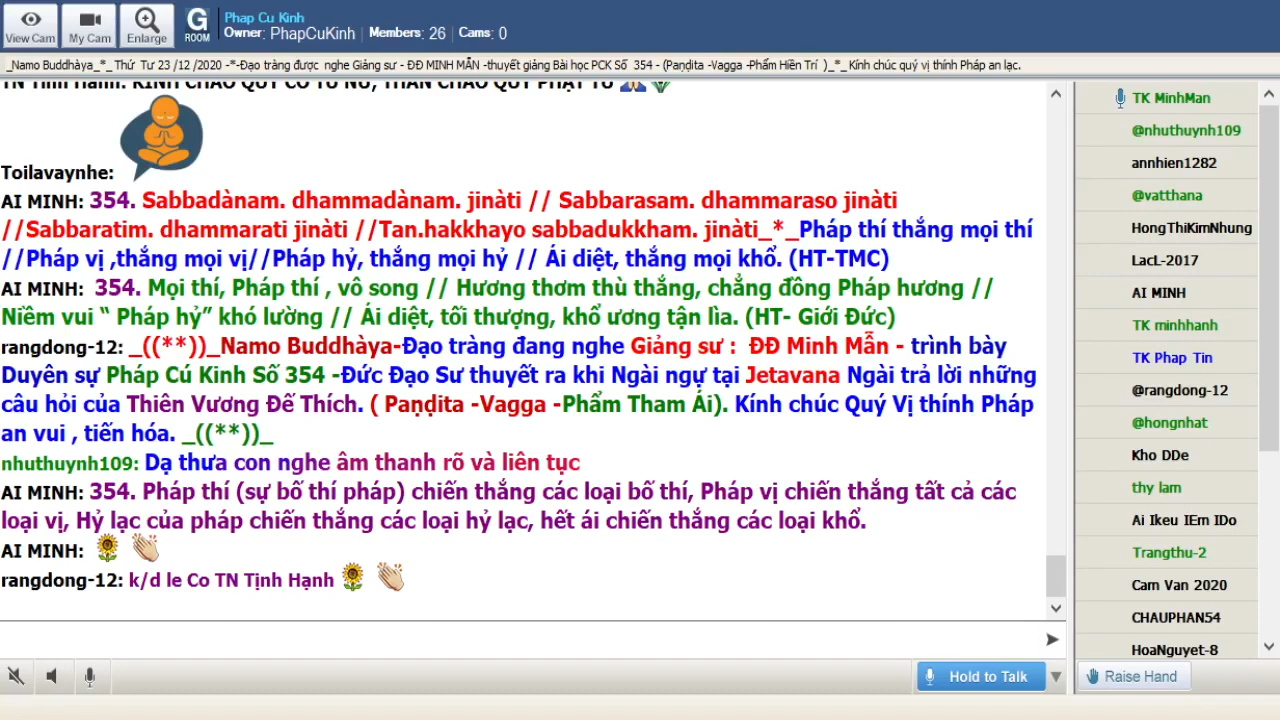 Phap Cu Kinh
Owner: PhapCuKinh | Members: 26 | Cams: 0
View Cam
My Cam
Enlarge
G
ROOM
_Namo Buddhàya_*_ Thứ Tư 23 /12 /2020 -*-Đạo tràng được nghe Giảng sư - ĐĐ MINH MẪN -thuyết giảng Bài học PCK Số 354 - (Paṇḍita -Vagga -Phẩm Hiền Trí )_*_ Kính chúc quý vị thính Pháp an lạc.
TN Tinh Hanh: KINH CHAO QUY CO TU NU, THAN CHAO QUY PHAT TU
Toilavaynhe:
AI MINH: 354. Sabbadànam. dhammadànam. jinàti // Sabbarasam. dhammaraso jinàti
//Sabbaratim. dhammarati jinàti //Tan.hakkhayo sabbadukkham. jinàti_*_Pháp thí thắng mọi thí
//Pháp vị ,thắng mọi vị//Pháp hỷ, thắng mọi hỷ // Ái diệt, thắng mọi khổ. (HT-TMC)
AI MINH: 354. Mọi thí, Pháp thí , vô song // Hương thơm thù thắng, chẳng đồng Pháp hương //
Niềm vui “ Pháp hỷ” khó lường // Ái diệt, tối thượng, khổ ương tận lìa. (HT- Giới Đức)
rangdong-12: _((**))_Namo Buddhàya-Đạo tràng đang nghe Giảng sư : ĐĐ Minh Mẫn - trình bày
Duyên sự Pháp Cú Kinh Số 354 -Đức Đạo Sư thuyết ra khi Ngài ngự tại Jetavana Ngài trả lời những
câu hỏi của Thiên Vương Đế Thích. ( Paṇḍita -Vagga -Phẩm Tham Ái). Kính chúc Quý Vị thính Pháp
an vui , tiến hóa. _((**))_
nhuthuynh109: Dạ thưa con nghe âm thanh rõ và liên tục
AI MINH: 354. Pháp thí (sự bố thí pháp) chiến thắng các loại bố thí, Pháp vị chiến thắng tất cả các
loại vị, Hỷ lạc của pháp chiến thắng các loại hỷ lạc, hết ái chiến thắng các loại khổ.
AI MINH:
rangdong-12: k/d le Co TN Tịnh Hạnh
Hold to Talk
TK MinhMan
@nhuthuynh109
annhien1282
@vatthana
HongThiKimNhung
LacL-2017
AI MINH
TK minhhanh
TK Phap Tin
@rangdong-12
@hongnhat
Kho DDe
thy lam
Ai Ikeu IEm IDo
Trangthu-2
Cam Van 2020
CHAUPHAN54
HoaNguyet-8
Raise Hand